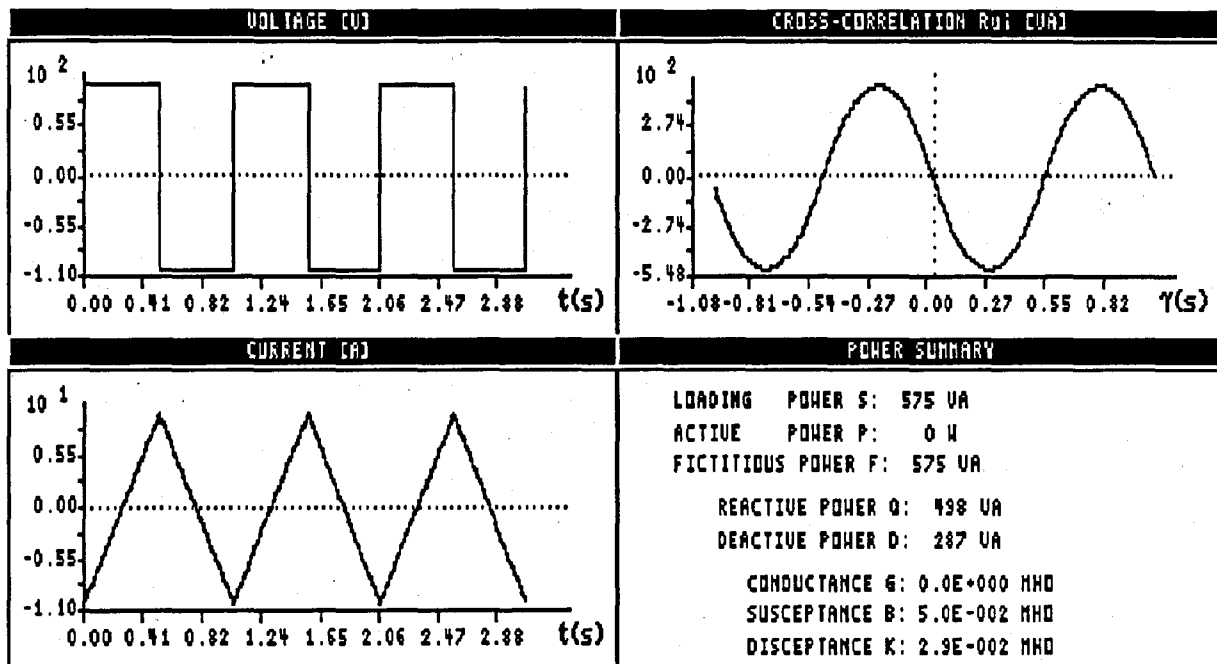 VOLTAGE [V]
10 2
0.55
0.00
-0.55
-1.10
0.00 0.41 0.82 1.24 1.65 2.06 2.47 2.88 t(s)
CROSS-CORRELATION Rui [VA]
10 2
2.74
0.00
-2.74
-5.48
-1.08 -0.81 -0.54 -0.27 0.00 0.27 0.55 0.82 γ(s)
CURRENT [A]
10 1
0.55
0.00
-0.55
-1.10
0.00 0.41 0.82 1.24 1.65 2.06 2.47 2.88 t(s)
POWER SUMMARY
LOADING POWER S: 575 VA
ACTIVE POWER P: 0 W
FICTITIOUS POWER F: 575 VA
REACTIVE POWER Q: 498 VA
DEACTIVE POWER D: 287 VA
CONDUCTANCE G: 0.0E+000 MHO
SUSCEPTANCE B: 5.0E-002 MHO
DISCEPTANCE K: 2.9E-002 MHO